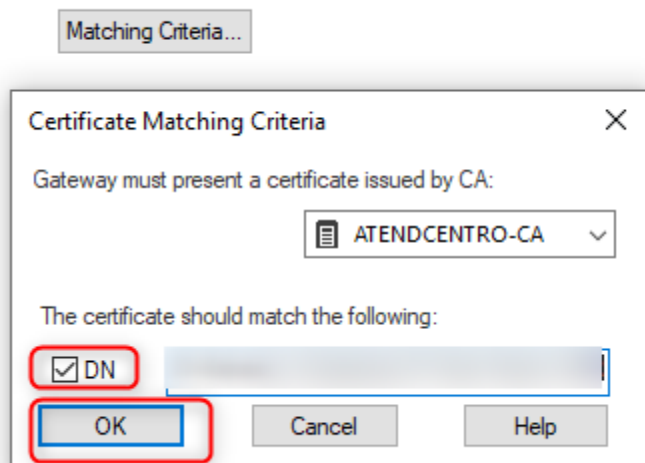 Matching Criteria...
Certificate Matching Criteria
Gateway must present a certificate issued by CA:
ATENDCENTRO-CA
The certificate should match the following:
DN
OK Cancel Help